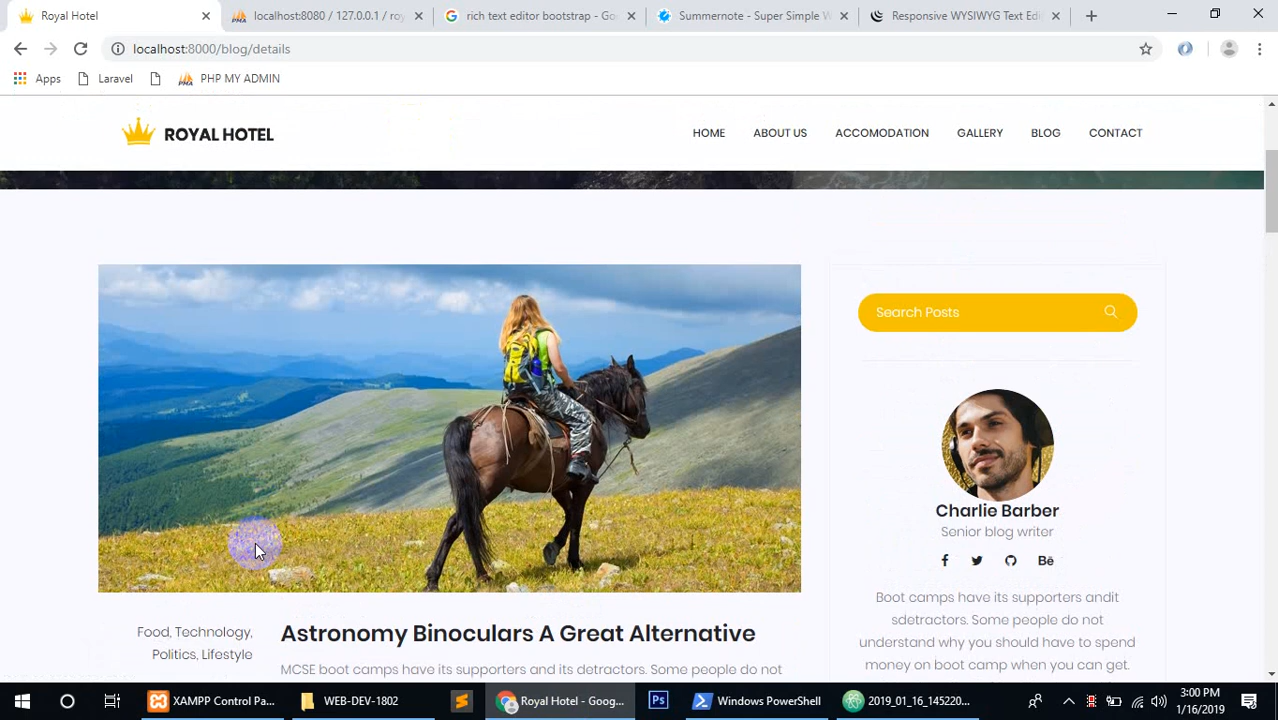 Royal Hotel
localhost:8080 / 127.0.0.1 / roy
rich text editor bootstrap - Goo
Summernote - Super Simple W
Responsive WYSIWYG Text Edi
localhost:8000/blog/details
Apps
Laravel
PHP MY ADMIN
ROYAL HOTEL
HOME
ABOUT US
ACCOMODATION
GALLERY
BLOG
CONTACT
Search Posts
Charlie Barber
Senior blog writer
Boot camps have its supporters andit
sdetractors. Some people do not
understand why you should have to spend
money on boot camp when you can get.
Food, Technology,
Politics, Lifestyle
Astronomy Binoculars A Great Alternative
MCSE boot camps have its supporters and its detractors. Some people do not
XAMPP Control Pa...
WEB-DEV-1802
Royal Hotel - Goog...
Windows PowerShell
2019_01_16_145220...
3:00 PM
1/16/2019